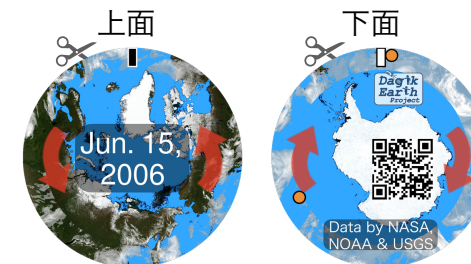 上面
下面
Jun. 15,
2006
Dagik
Earth
Project
Data by NASA,
NOAA & USGS